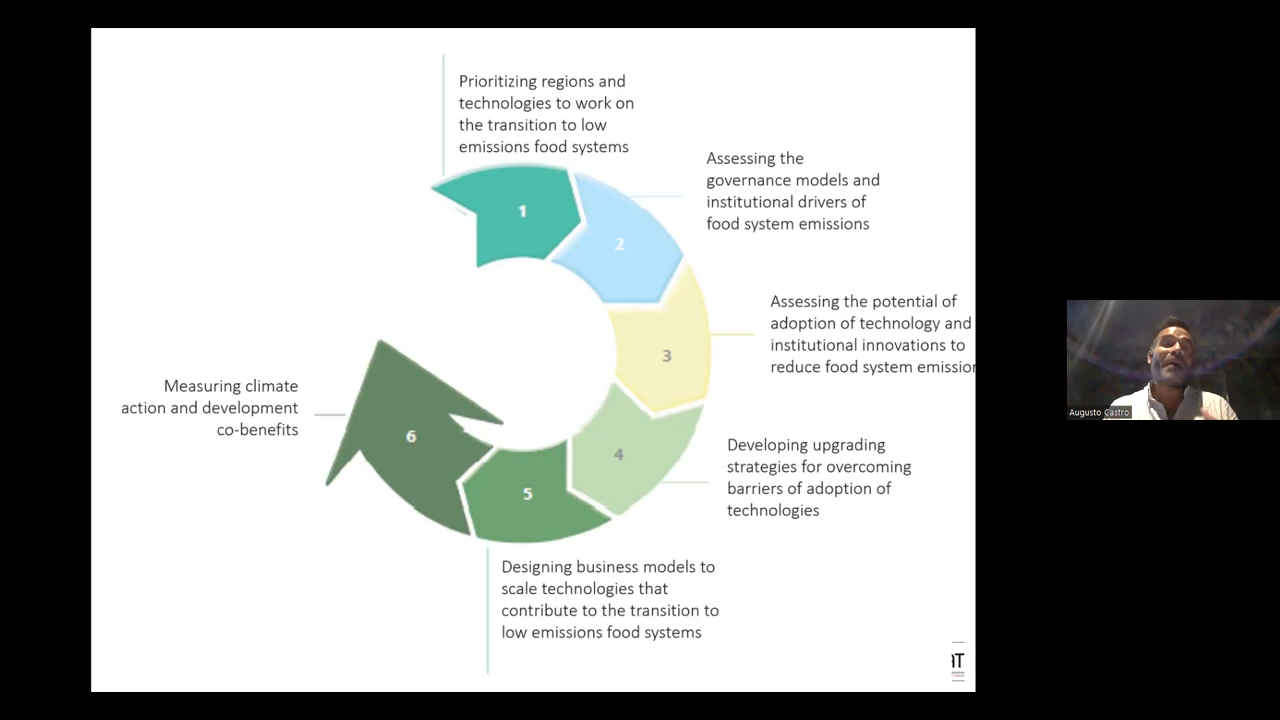 Prioritizing regions and
technologies to work on
the transition to low
emissions food systems
1
Assessing the
governance models and
institutional drivers of
food system emissions
2
Assessing the potential of
adoption of technology and
institutional innovations to
reduce food system emission
3
Developing upgrading
strategies for overcoming
barriers of adoption of
technologies
4
Designing business models to
scale technologies that
contribute to the transition to
low emissions food systems
5
Measuring climate
action and development
co-benefits
6
Augusto Castro